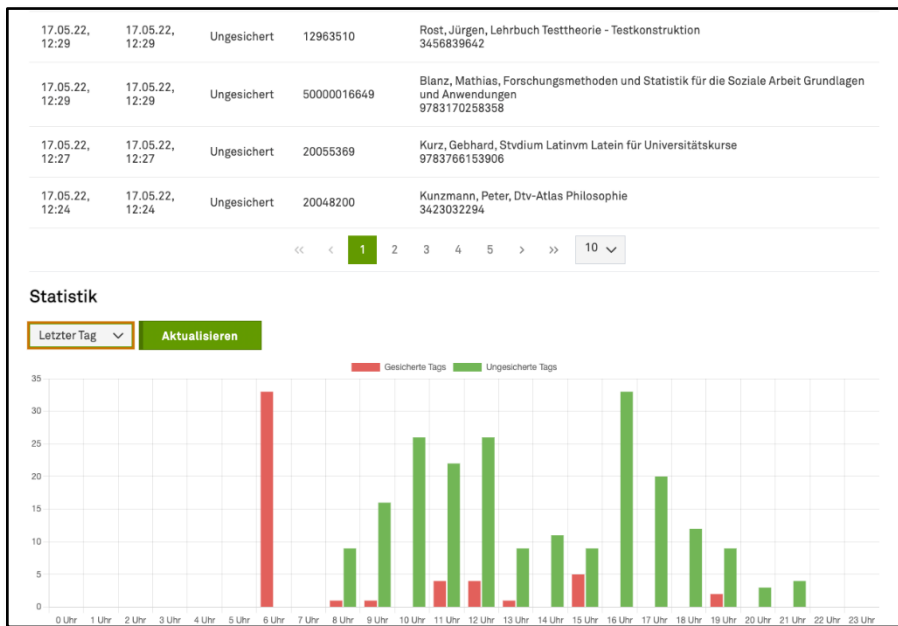 17.05.22, 17.05.22, Ungesichert 12963510 Rost, Jürgen, Lehrbuch Testtheorie - Testkonstruktion
12:29 12:29 3456839642
17.05.22, 17.05.22, Ungesichert 50000016649 Blanz, Mathias, Forschungsmethoden und Statistik für die Soziale Arbeit Grundlagen
12:29 12:29 und Anwendungen
9783170258358
17.05.22, 17.05.22, Ungesichert 20055369 Kurz, Gebhard, Stvdium Latinvm Latein für Universitätskurse
12:27 12:27 9783766153906
17.05.22, 17.05.22, Ungesichert 20048200 Kunzmann, Peter, Dtv-Atlas Philosophie
12:24 12:24 3423032294
<< < 1 2 3 4 5 > >> 10
Statistik
Letzter Tag Aktualisieren
Gesicherte Tags Ungesicherte Tags
35
30
25
20
15
10
5
0
0 Uhr 1 Uhr 2 Uhr 3 Uhr 4 Uhr 5 Uhr 6 Uhr 7 Uhr 8 Uhr 9 Uhr 10 Uhr 11 Uhr 12 Uhr 13 Uhr 14 Uhr 15 Uhr 16 Uhr 17 Uhr 18 Uhr 19 Uhr 20 Uhr 21 Uhr 22 Uhr 23 Uhr